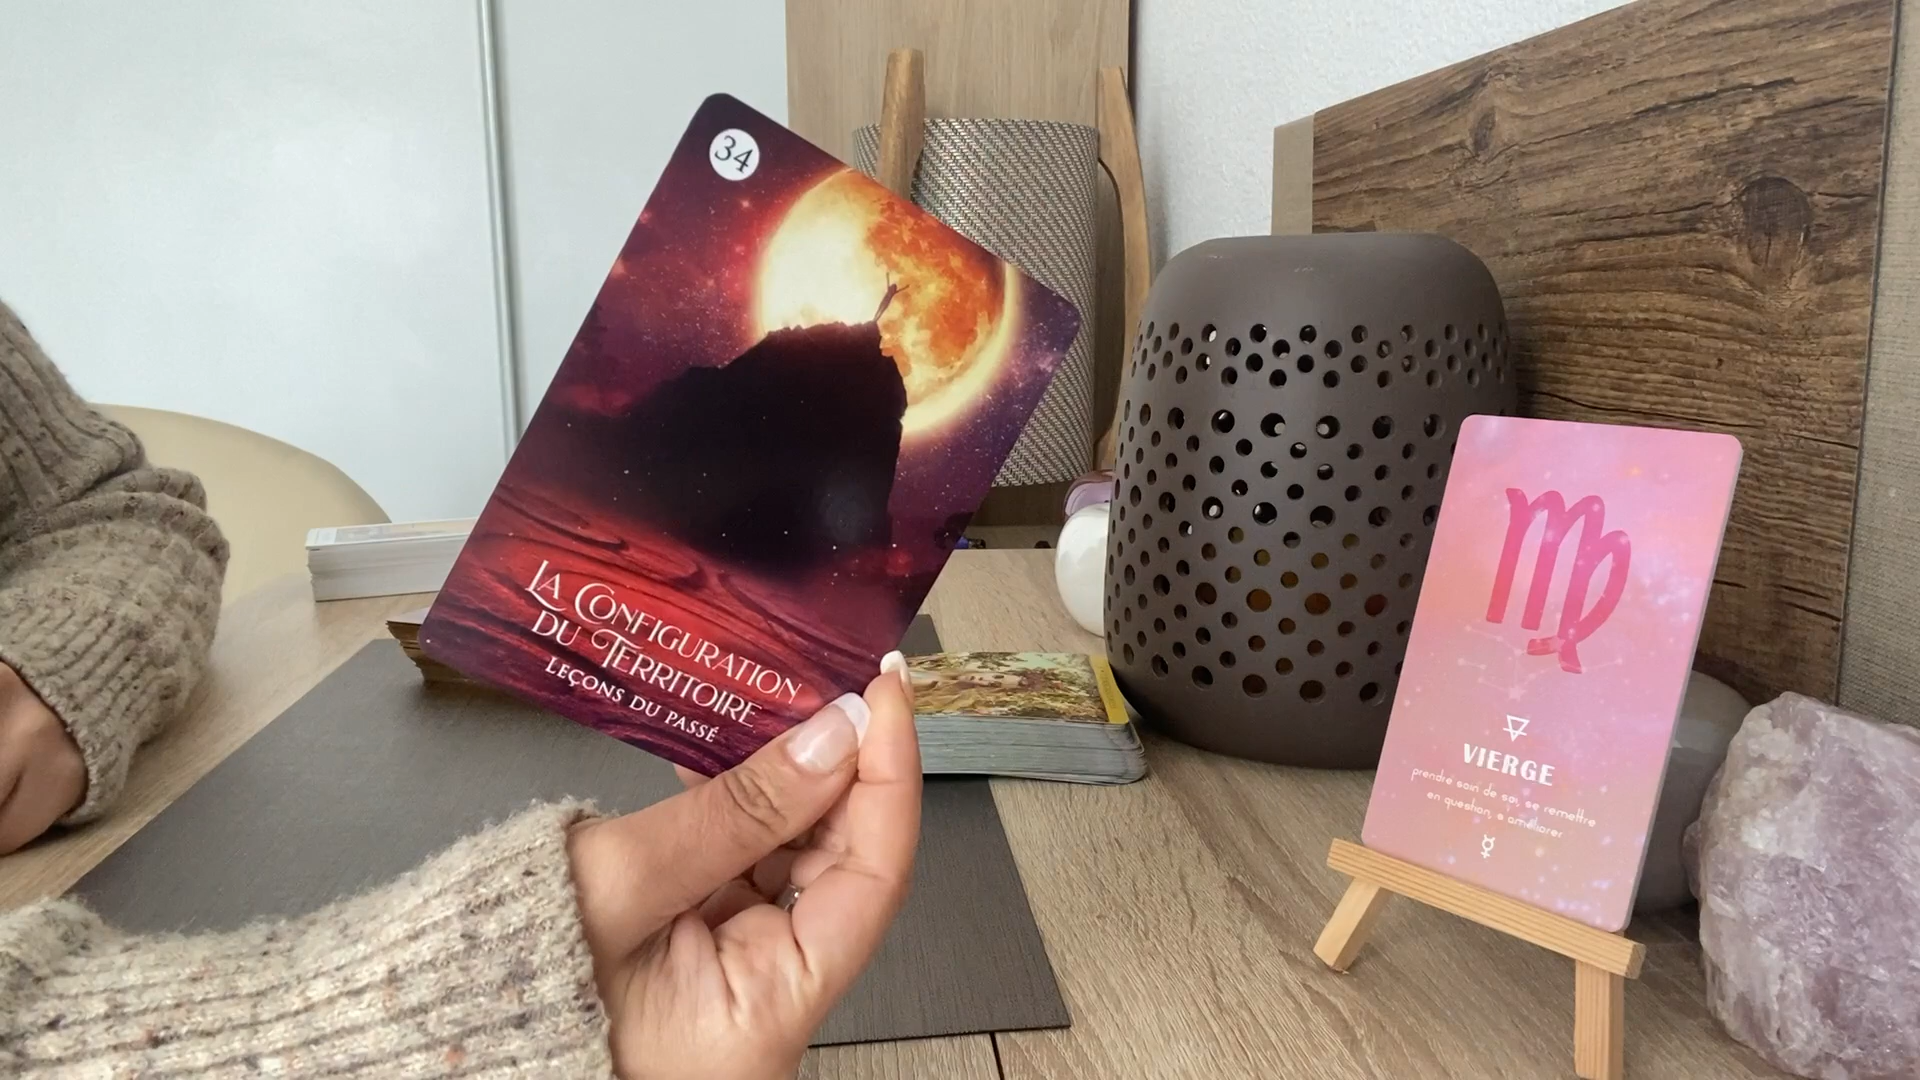 34
La Configuration
du Territoire
Leçons du passé
VIERGE
prendre soin de soi, se remettre
en question, s'améliorer